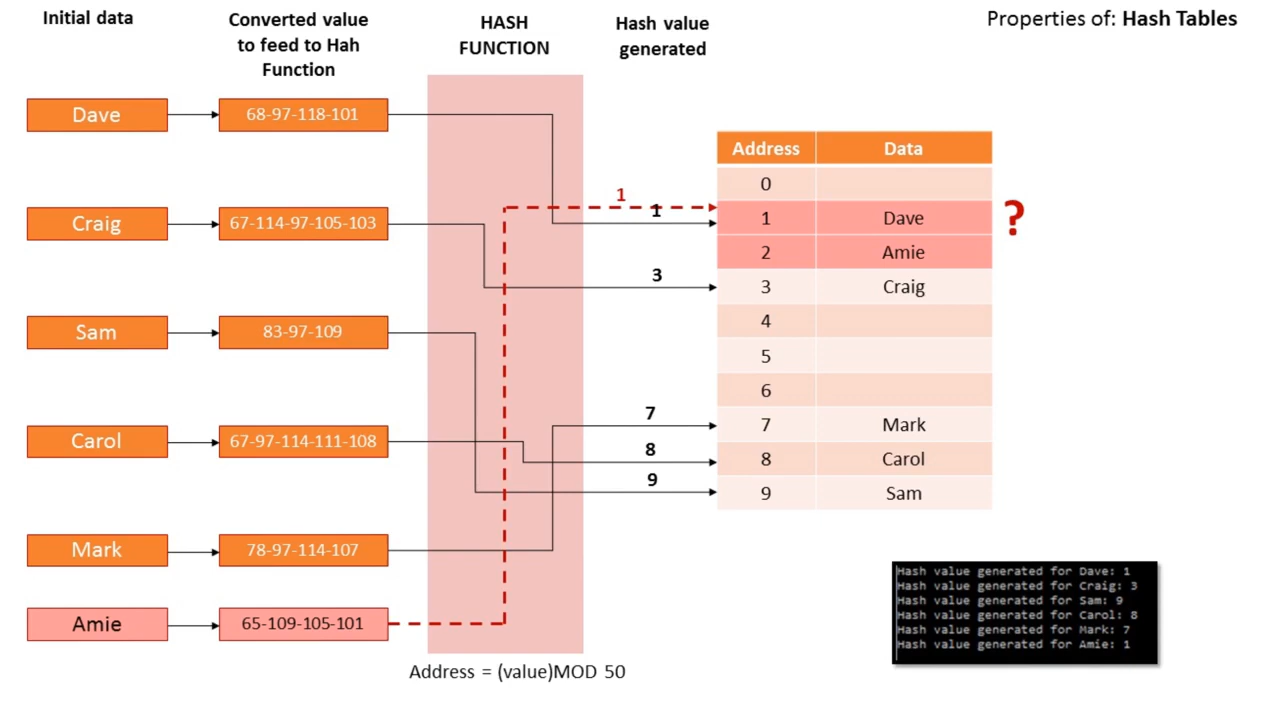 Initial data
Converted value
to feed to Hah
Function
HASH
FUNCTION
Hash value
generated
Properties of: Hash Tables
Dave
68-97-118-101
Craig
67-114-97-105-103
Sam
83-97-109
Carol
67-97-114-111-108
Mark
78-97-114-107
Amie
65-109-105-101
1
1
3
7
8
9
Address Data
0
1 Dave
2 Amie
3 Craig
4
5
6
7 Mark
8 Carol
9 Sam
?
Address = (value)MOD 50
Hash value generated for Dave: 1
Hash value generated for Craig: 3
Hash value generated for Sam: 9
Hash value generated for Carol: 8
Hash value generated for Mark: 7
Hash value generated for Amie: 1